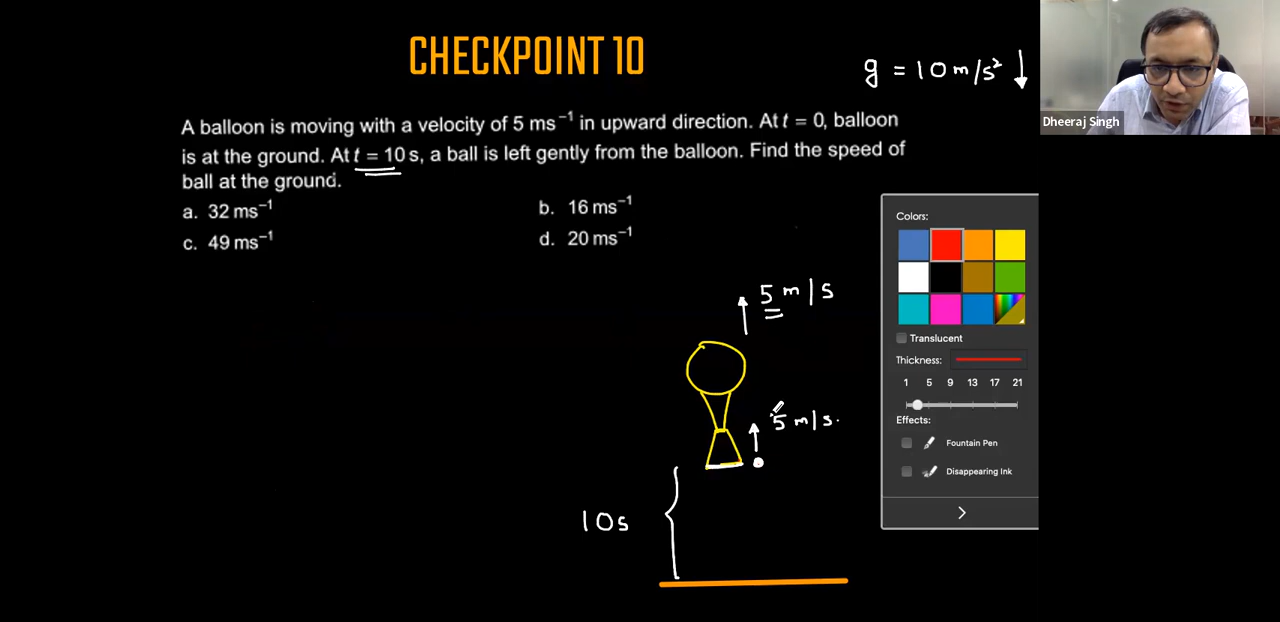 CHECKPOINT 10
g = 10 m/s² ↓
Dheeraj Singh
A balloon is moving with a velocity of 5 ms⁻¹ in upward direction. At t = 0, balloon
is at the ground. At t = 10 s, a ball is left gently from the balloon. Find the speed of
ball at the ground.
a. 32 ms⁻¹
b. 16 ms⁻¹
c. 49 ms⁻¹
d. 20 ms⁻¹
5 m/s
5 m/s.
10s
Colors:
Translucent
Thickness:
1 5 9 13 17 21
Effects:
Fountain Pen
Disappearing Ink